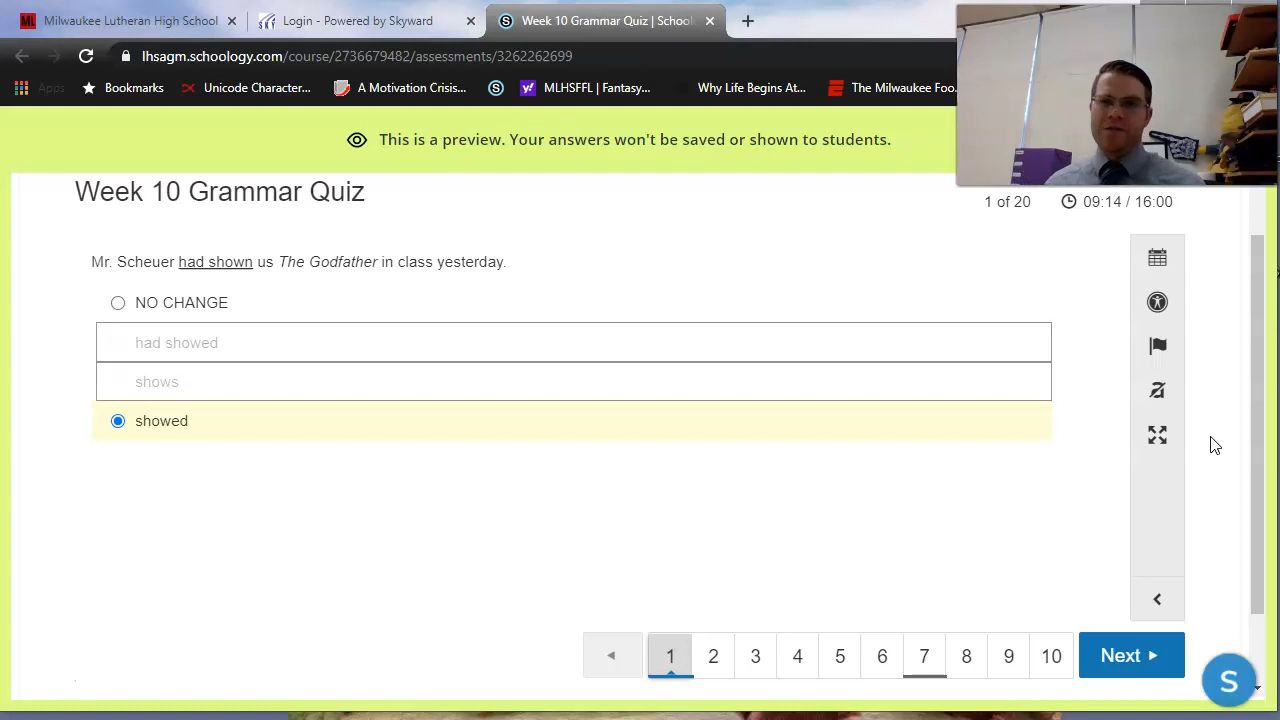 Milwaukee Lutheran High School
Login - Powered by Skyward
Week 10 Grammar Quiz | School
lhsagm.schoology.com/course/2736679482/assessments/3262262699
Apps
Bookmarks
Unicode Character...
A Motivation Crisis...
MLHSFFL | Fantasy...
Why Life Begins At...
The Milwaukee Foo..
This is a preview. Your answers won't be saved or shown to students.
Week 10 Grammar Quiz
1 of 20
09:14 / 16:00
Mr. Scheuer had shown us The Godfather in class yesterday.
NO CHANGE
had showed
shows
showed
1 2 3 4 5 6 7 8 9 10
Next
S